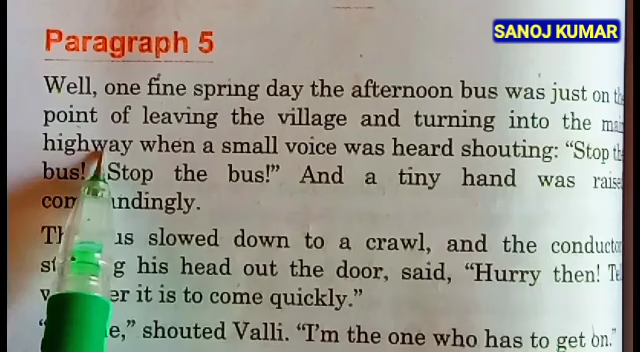 SANOJ KUMAR
Paragraph 5
Well, one fine spring day the afternoon bus was just on
point of leaving the village and turning into the
highway when a small voice was heard shouting: "Stop
bus! Stop the bus!" And a tiny hand was
commandingly.
slowed down to a crawl, and the
his head out the door, said, "Hurry then!
it is to come quickly."
shouted Valli. "I'm the one who has to get on."